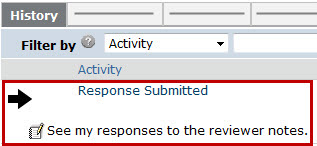 History
Filter by ? Activity
Activity
Response Submitted
See my responses to the reviewer notes.